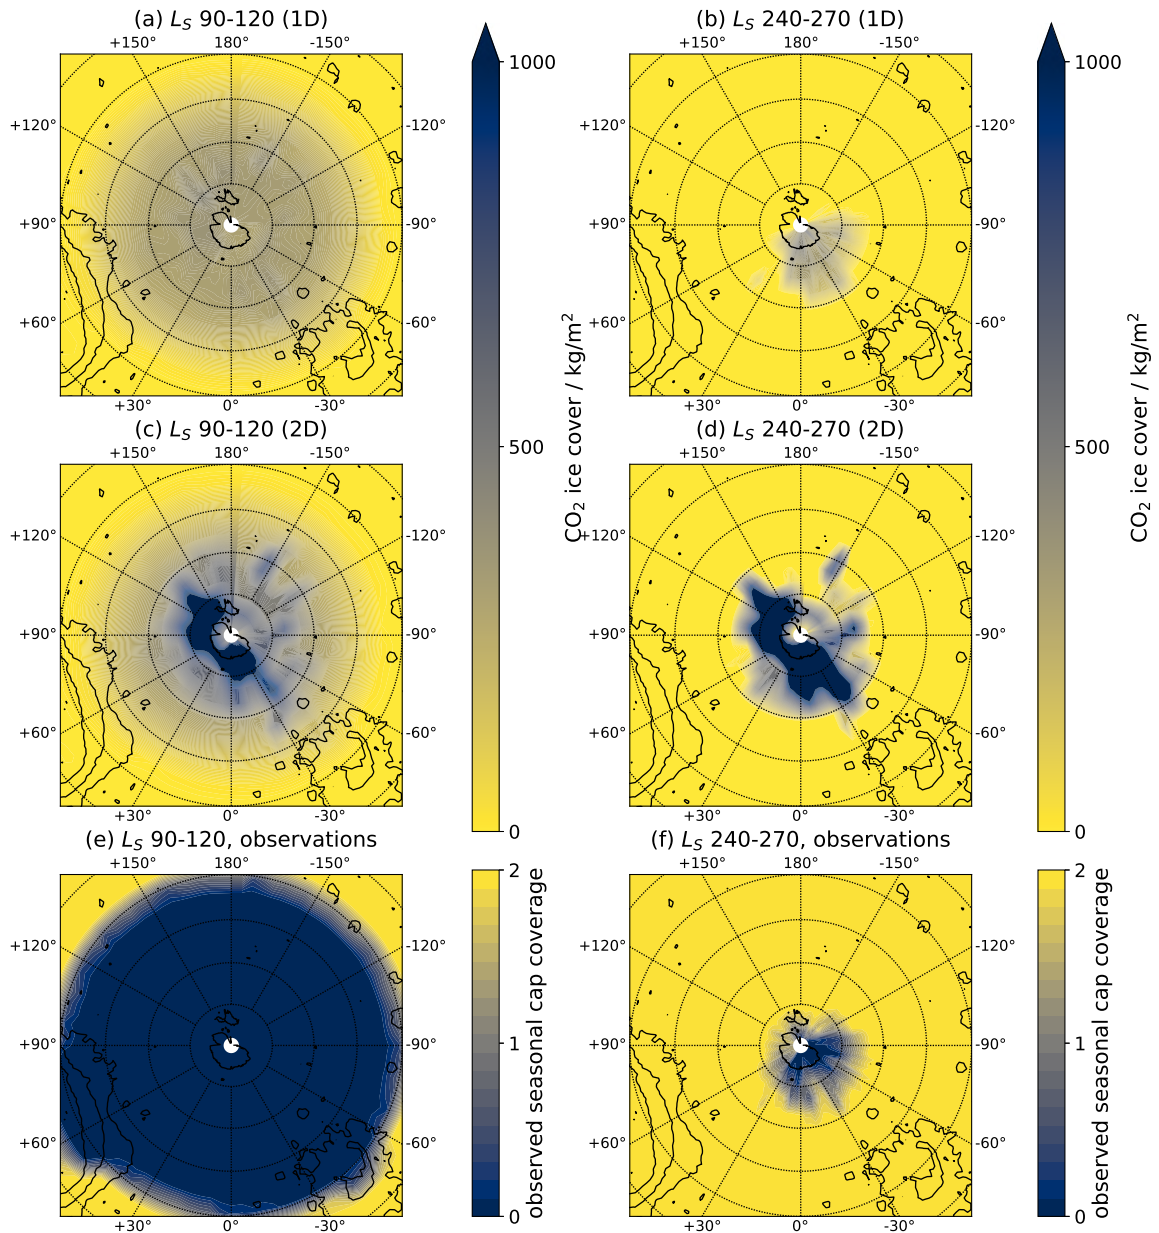 (a) L_S 90-120 (1D)
+150° 180° -150°
+120° -120°
+90° -90°
+60° -60°
+30° 0° -30°
1000
500
0
CO₂ ice cover / kg/m²
(b) L_S 240-270 (1D)
+150° 180° -150°
+120° -120°
+90° -90°
+60° -60°
+30° 0° -30°
1000
500
0
CO₂ ice cover / kg/m²
(c) L_S 90-120 (2D)
+150° 180° -150°
+120° -120°
+90° -90°
+60° -60°
+30° 0° -30°
(d) L_S 240-270 (2D)
+150° 180° -150°
+120° -120°
+90° -90°
+60° -60°
+30° 0° -30°
(e) L_S 90-120, observations
+150° 180° -150°
+120° -120°
+90° -90°
+60° -60°
+30° 0° -30°
2
1
0
observed seasonal cap coverage
(f) L_S 240-270, observations
+150° 180° -150°
+120° -120°
+90° -90°
+60° -60°
+30° 0° -30°
2
1
0
observed seasonal cap coverage